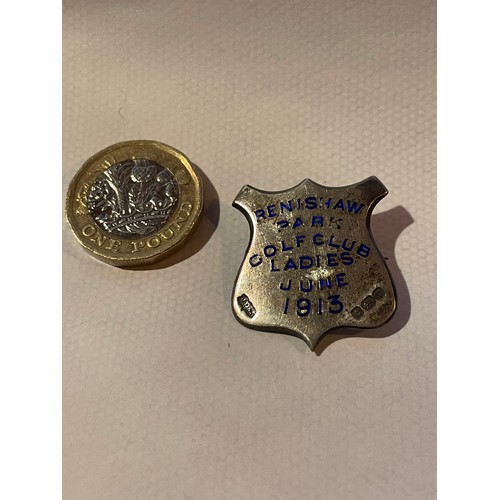 ONE POUND
RENISHAW
PARK
GOLF CLUB
LADIES
JUNE
1913